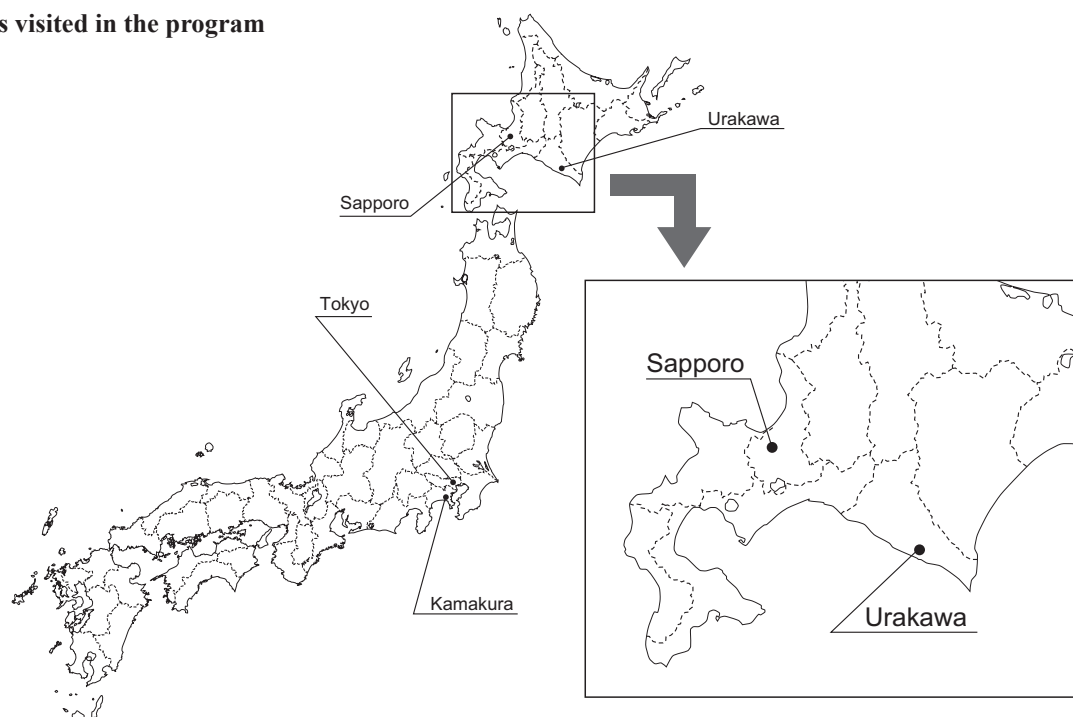 s visited in the program
Urakawa
Sapporo
Tokyo
Sapporo
Kamakura
Urakawa